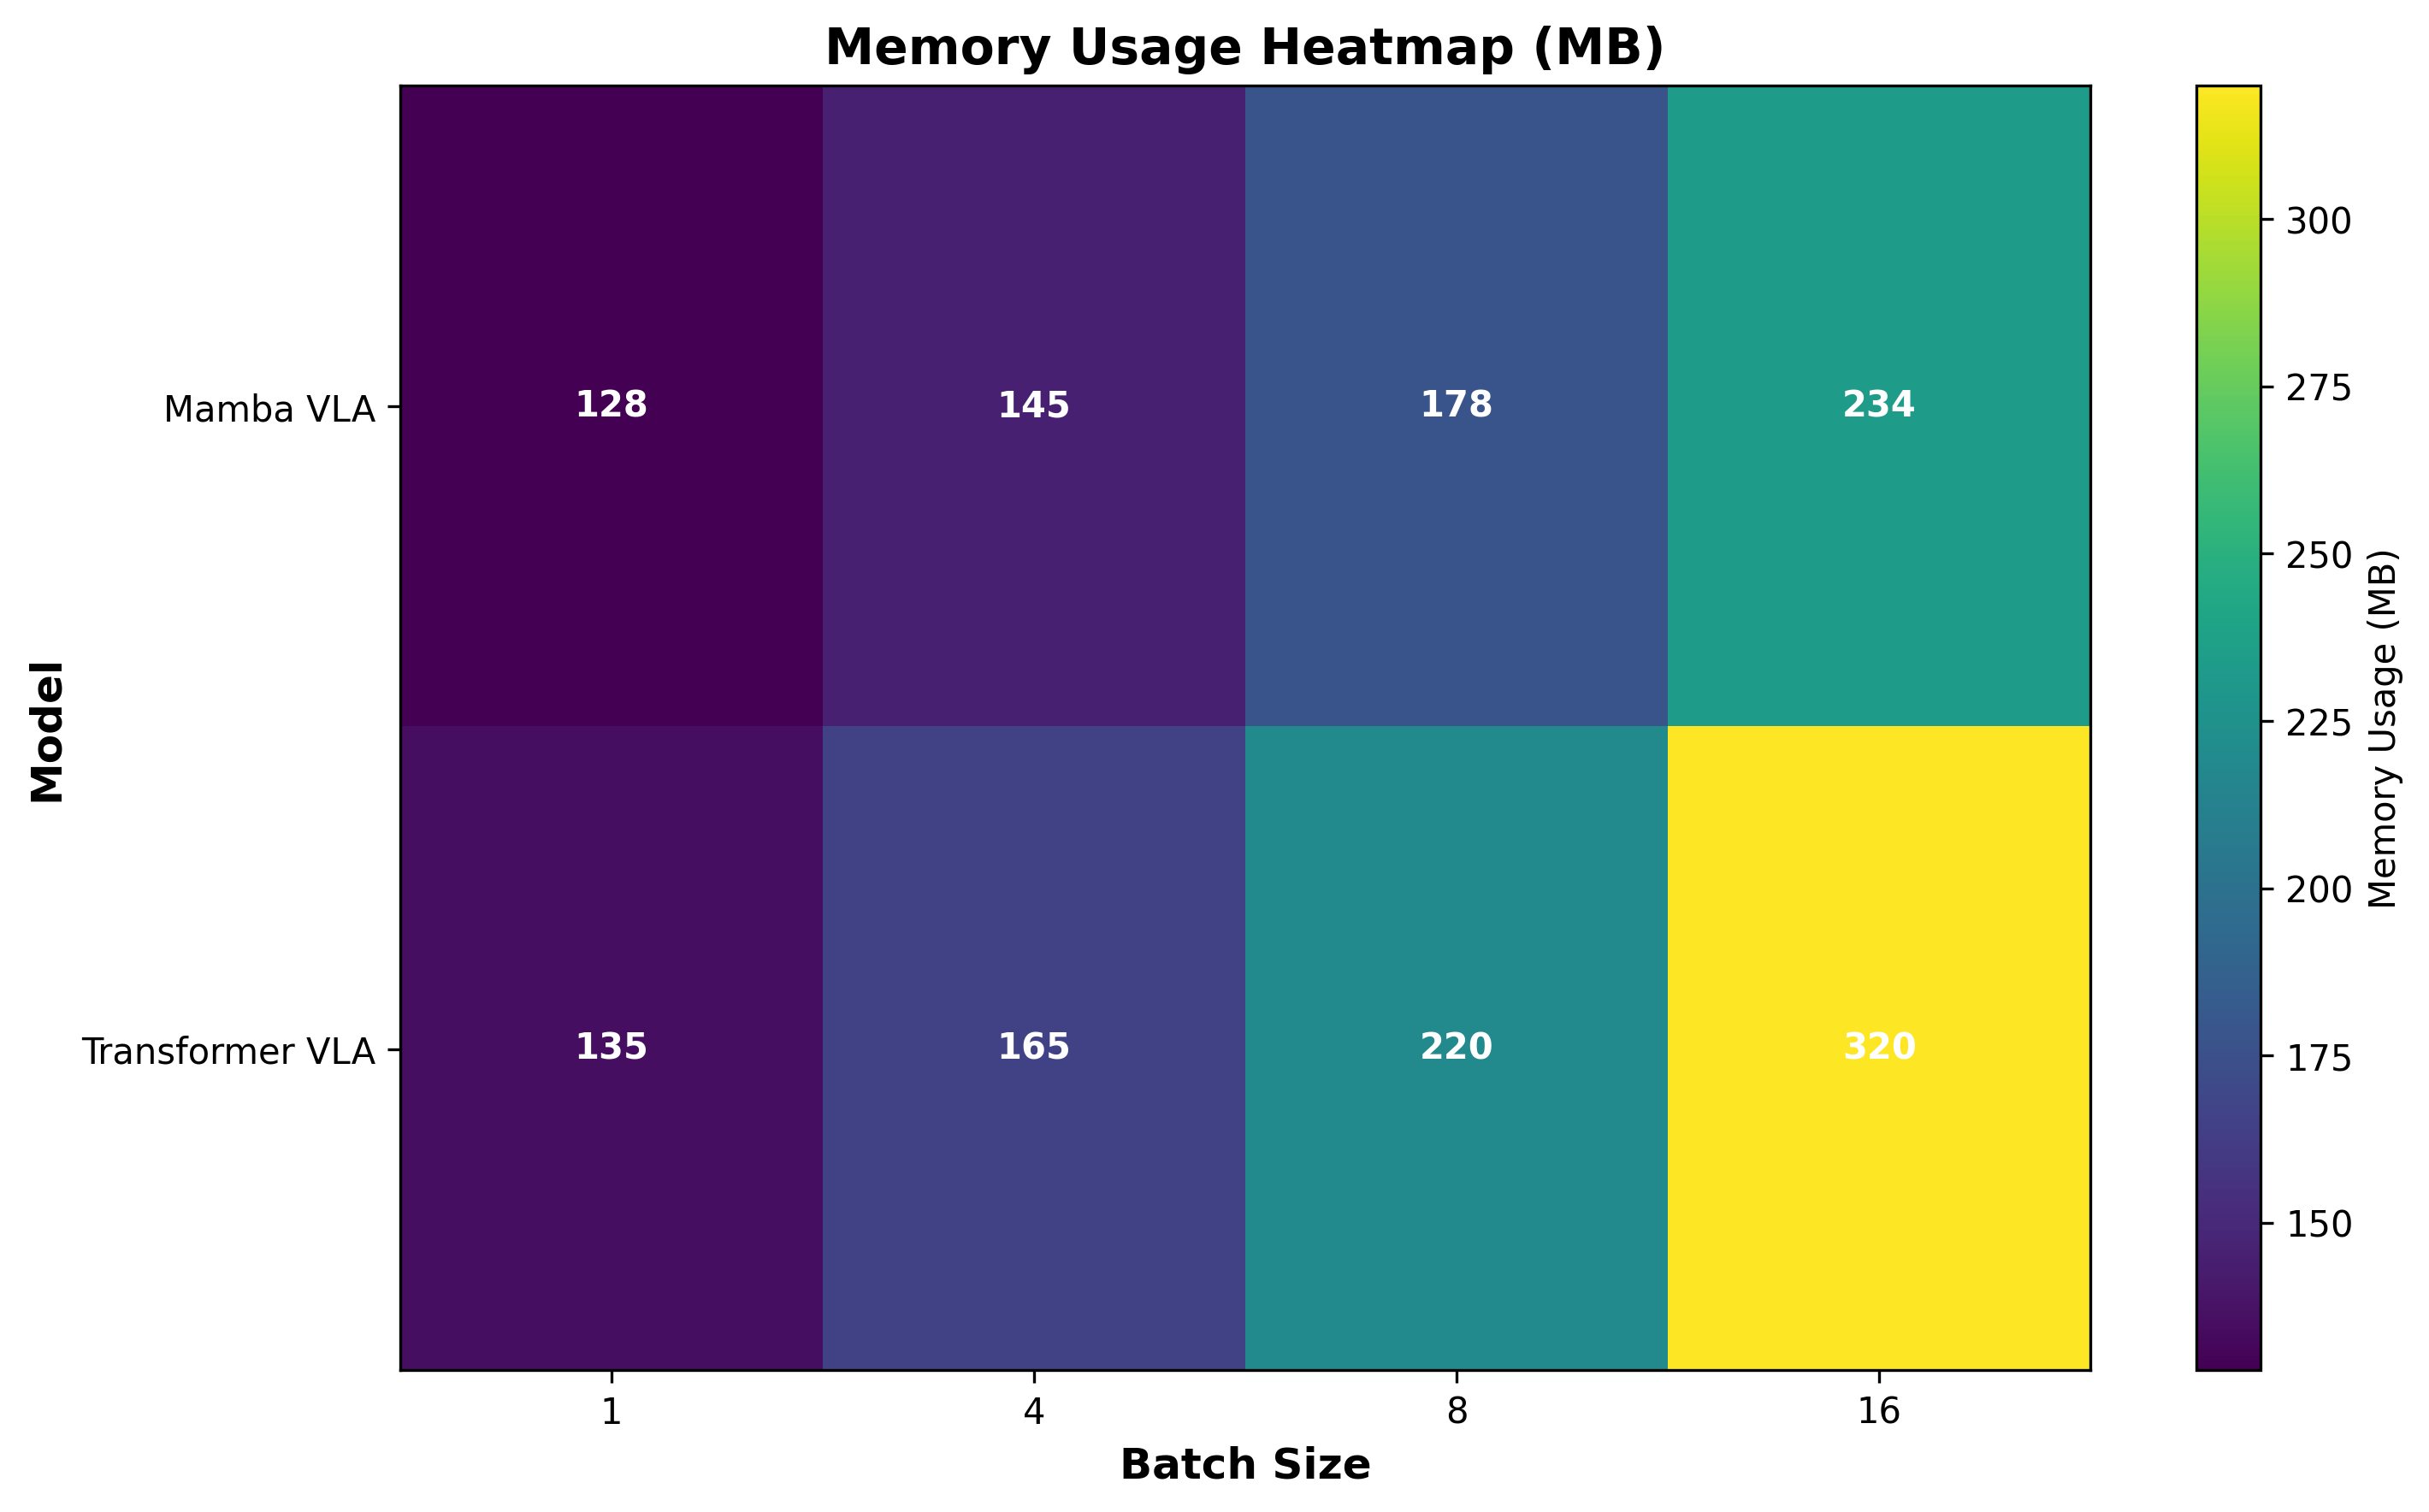 Memory Usage Heatmap (MB)
Model
Mamba VLA
128 145 178 234
Transformer VLA
135 165 220 320
1 4 8 16
Batch Size
300
275
250
225
200
175
150
Memory Usage (MB)